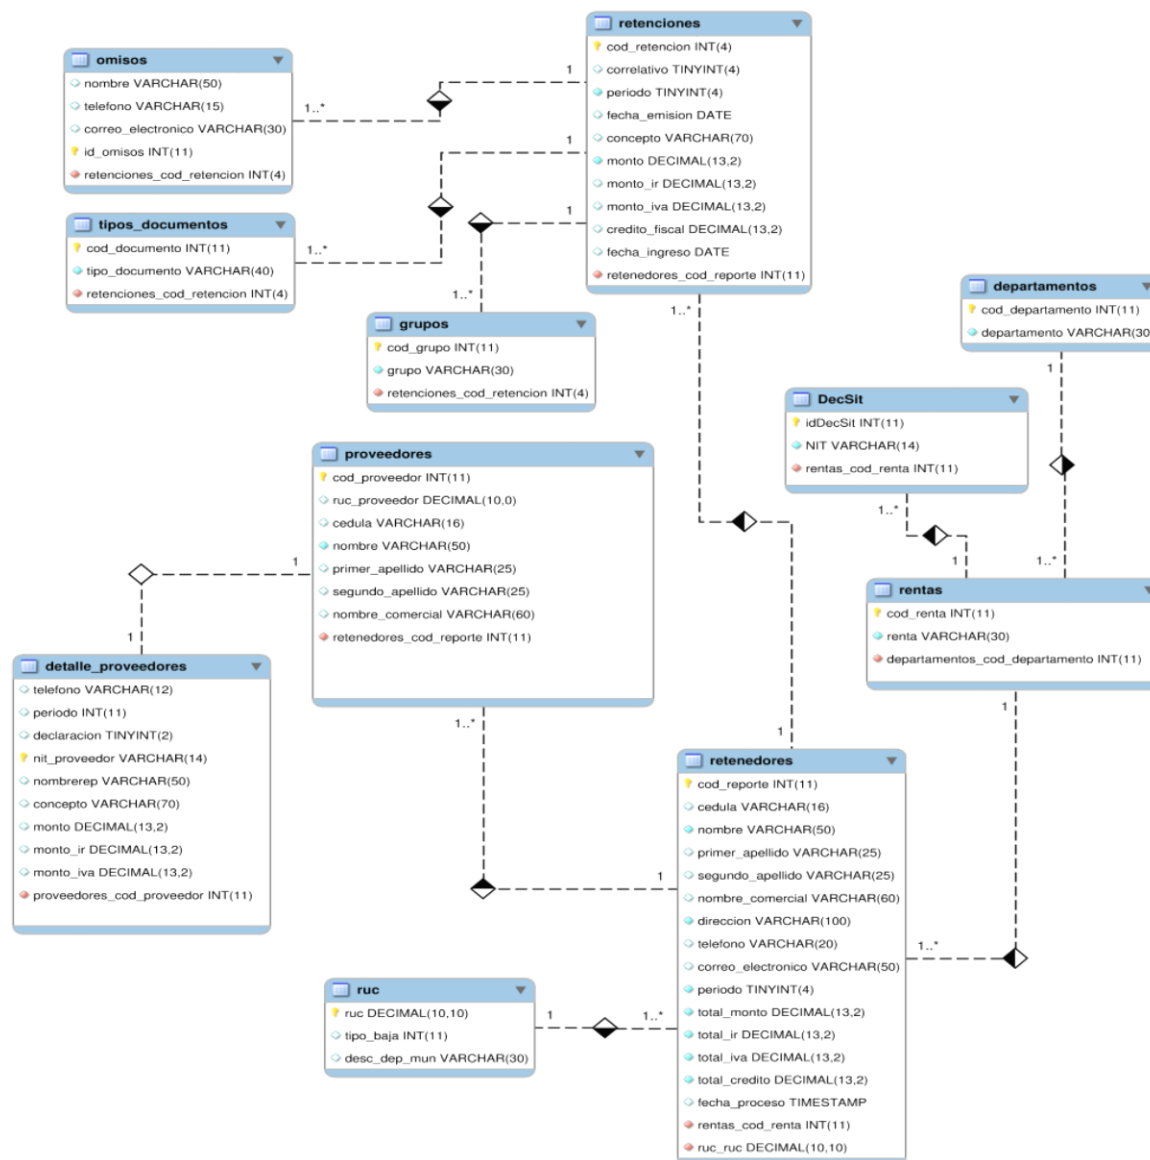 retenciones
cod_retencion INT(4)
correlativo TINYINT(4)
periodo TINYINT(4)
fecha_emision DATE
concepto VARCHAR(70)
monto DECIMAL(13,2)
monto_ir DECIMAL(13,2)
monto_iva DECIMAL(13,2)
credito_fiscal DECIMAL(13,2)
fecha_ingreso DATE
retenedores_cod_reporte INT(11)
omisos
nombre VARCHAR(50)
telefono VARCHAR(15)
correo_electronico VARCHAR(30)
id_omisos INT(11)
retenciones_cod_retencion INT(4)
1
1..*
1
1..*
1
1..*
1..*
tipos_documentos
cod_documento INT(11)
tipo_documento VARCHAR(40)
retenciones_cod_retencion INT(4)
grupos
cod_grupo INT(11)
grupo VARCHAR(30)
retenciones_cod_retencion INT(4)
departamentos
cod_departamento INT(11)
departamento VARCHAR(30
1
DecSit
idDecSit INT(11)
NIT VARCHAR(14)
rentas_cod_renta INT(11)
1..*
1
1..*
proveedores
cod_proveedor INT(11)
ruc_proveedor DECIMAL(10,0)
cedula VARCHAR(16)
nombre VARCHAR(50)
primer_apellido VARCHAR(25)
segundo_apellido VARCHAR(25)
nombre_comercial VARCHAR(60)
retenedores_cod_reporte INT(11)
1
1
rentas
cod_renta INT(11)
renta VARCHAR(30)
departamentos_cod_departamento INT(11)
1
detalle_proveedores
telefono VARCHAR(12)
periodo INT(11)
declaracion TINYINT(2)
nit_proveedor VARCHAR(14)
nombrerep VARCHAR(50)
concepto VARCHAR(70)
monto DECIMAL(13,2)
monto_ir DECIMAL(13,2)
monto_iva DECIMAL(13,2)
proveedores_cod_proveedor INT(11)
1..*
1
1
1..*
retenedores
cod_reporte INT(11)
cedula VARCHAR(16)
nombre VARCHAR(50)
primer_apellido VARCHAR(25)
segundo_apellido VARCHAR(25)
nombre_comercial VARCHAR(60)
direccion VARCHAR(100)
telefono VARCHAR(20)
correo_electronico VARCHAR(50)
periodo TINYINT(4)
total_monto DECIMAL(13,2)
total_ir DECIMAL(13,2)
total_iva DECIMAL(13,2)
total_credito DECIMAL(13,2)
fecha_proceso TIMESTAMP
rentas_cod_renta INT(11)
ruc_ruc DECIMAL(10,10)
ruc
ruc DECIMAL(10,10)
tipo_baja INT(11)
desc_dep_mun VARCHAR(30)
1
1..*